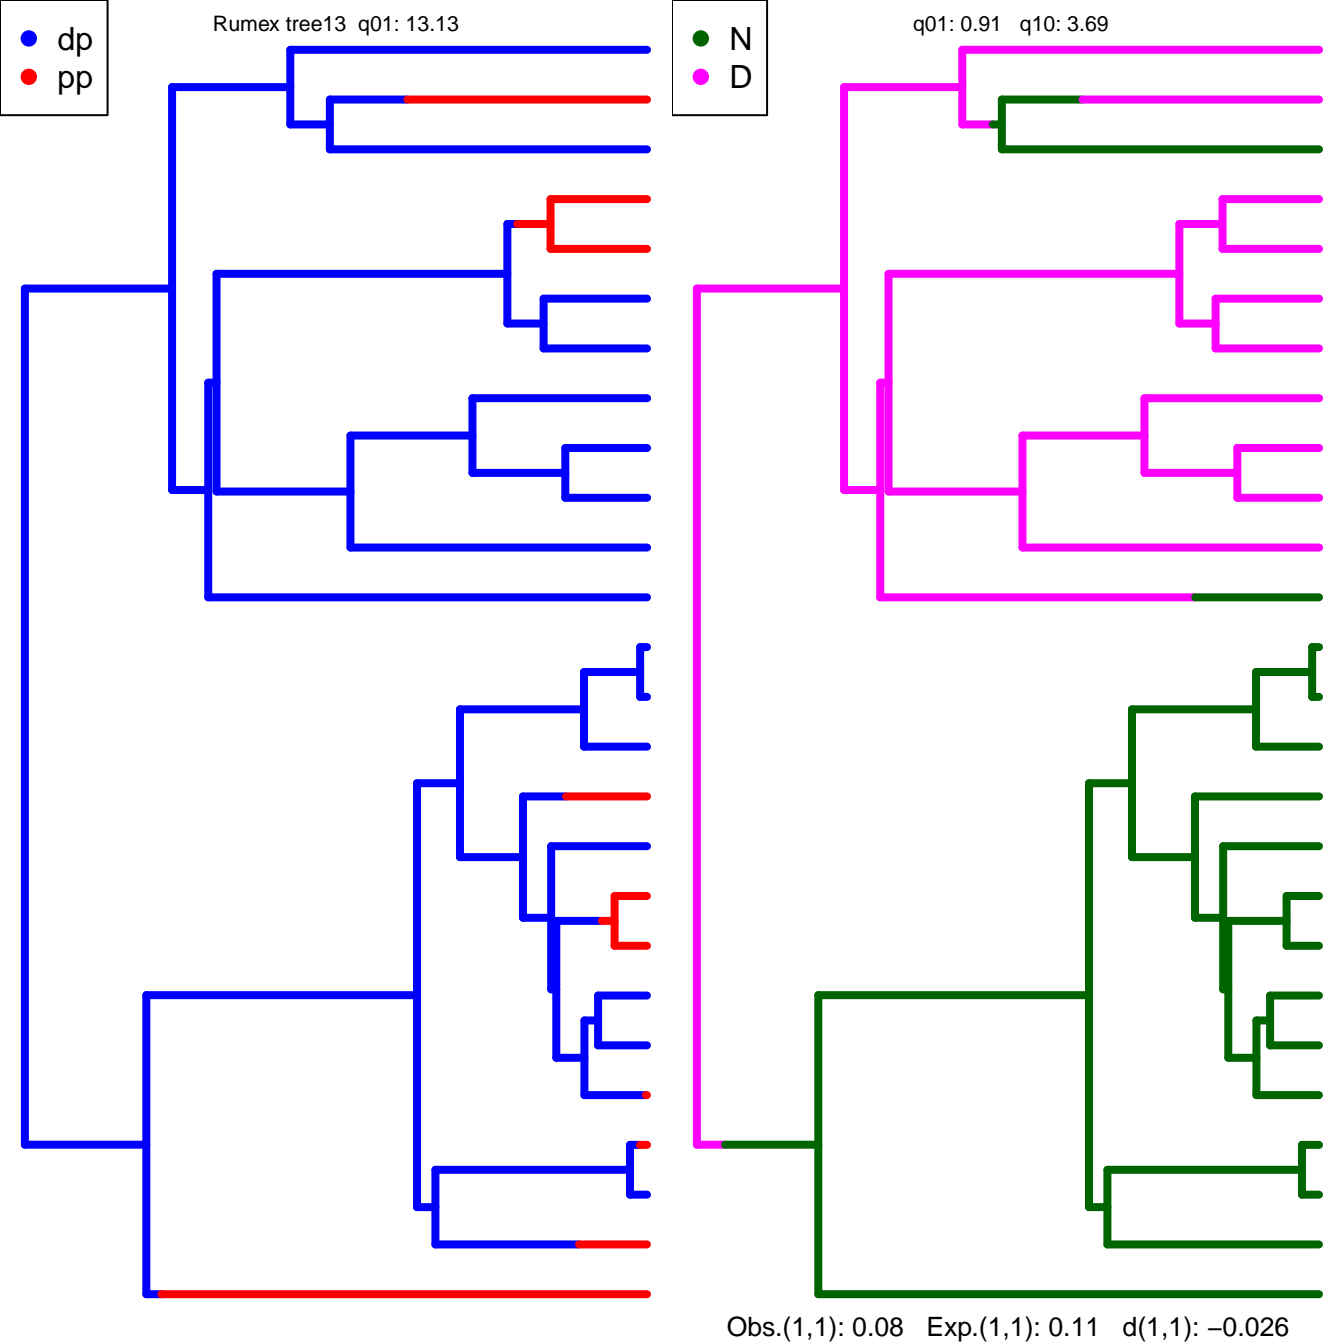 Rumex tree13 q01: 13.13
dp
pp
q01: 0.91 q10: 3.69
N
D
Obs.(1,1): 0.08 Exp.(1,1): 0.11 d(1,1): −0.026